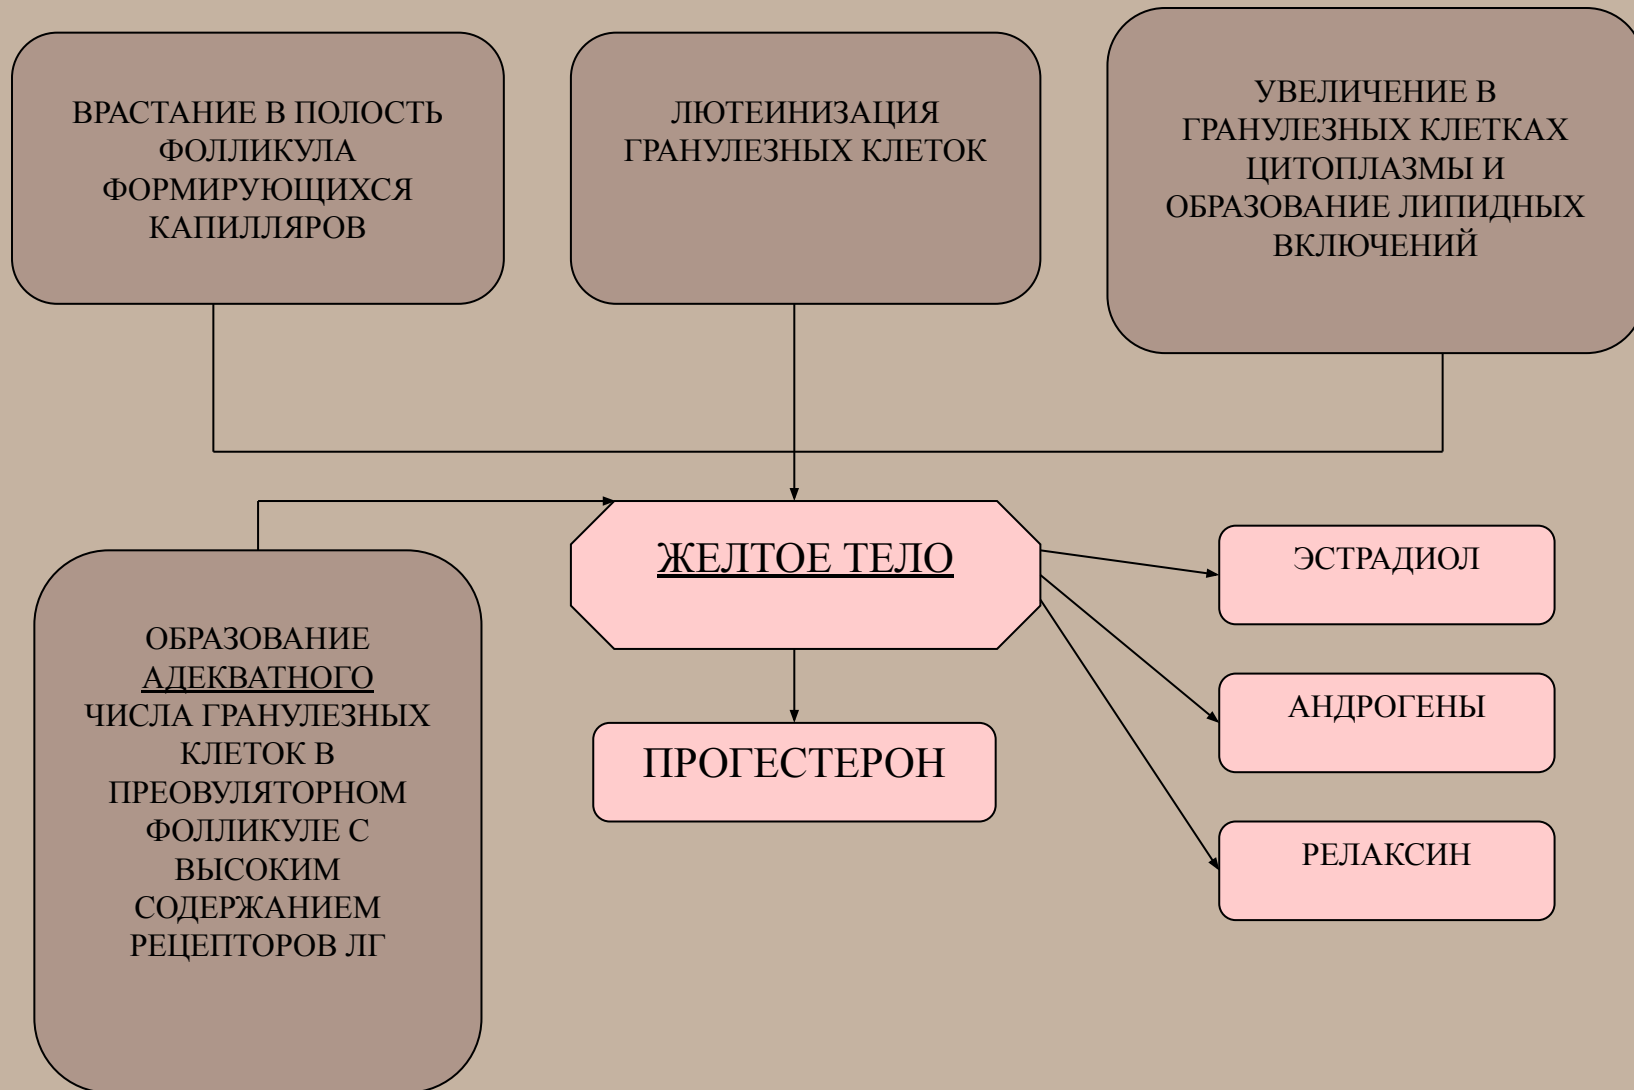 ВРАСТАНИЕ В ПОЛОСТЬ
ФОЛЛИКУЛА
ФОРМИРУЮЩИХСЯ
КАПИЛЛЯРОВ
ЛЮТЕИНИЗАЦИЯ
ГРАНУЛЕЗНЫХ КЛЕТОК
УВЕЛИЧЕНИЕ В
ГРАНУЛЕЗНЫХ КЛЕТКАХ
ЦИТОПЛАЗМЫ И
ОБРАЗОВАНИЕ ЛИПИДНЫХ
ВКЛЮЧЕНИЙ
ОБРАЗОВАНИЕ
АДЕКВАТНОГО
ЧИСЛА ГРАНУЛЕЗНЫХ
КЛЕТОК В
ПРЕОВУЛЯТОРНОМ
ФОЛЛИКУЛЕ С
ВЫСОКИМ
СОДЕРЖАНИЕМ
РЕЦЕПТОРОВ ЛГ
ЖЕЛТОЕ ТЕЛО
ПРОГЕСТЕРОН
ЭСТРАДИОЛ
АНДРОГЕНЫ
РЕЛАКСИН